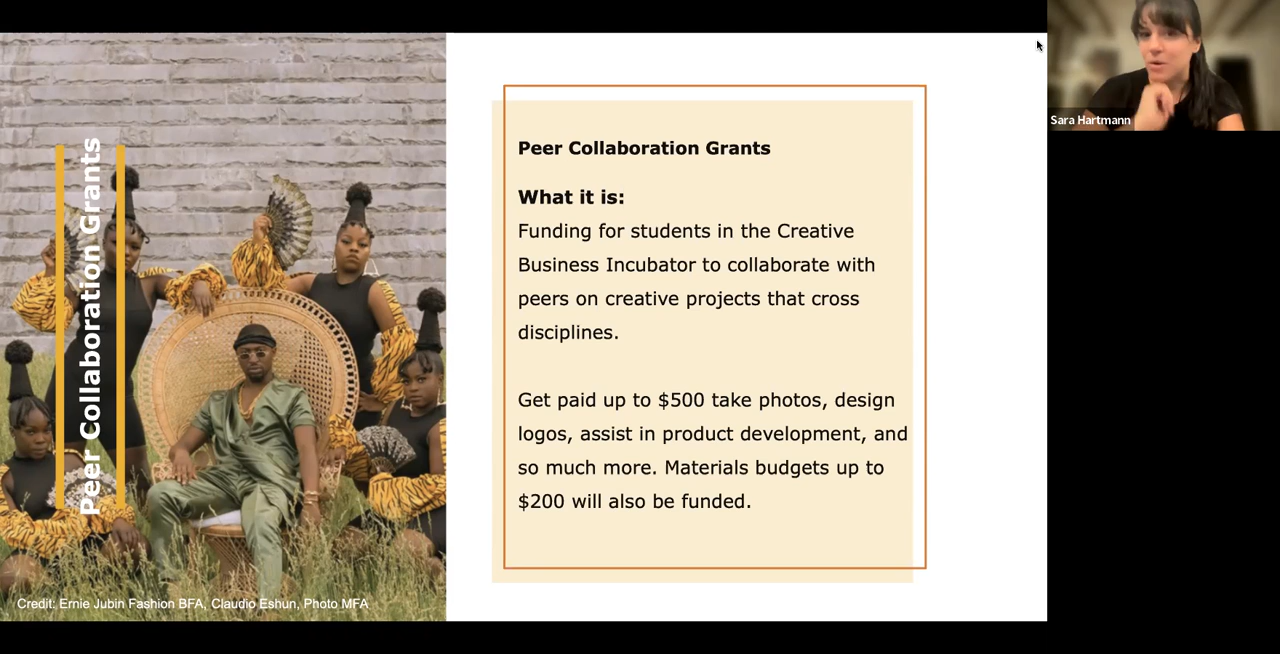 Peer Collaboration Grants
Peer Collaboration Grants
What it is:
Funding for students in the Creative
Business Incubator to collaborate with
peers on creative projects that cross
disciplines.
Get paid up to $500 take photos, design
logos, assist in product development, and
so much more. Materials budgets up to
$200 will also be funded.
Credit: Ernie Jubin Fashion BFA, Claudio Eshun, Photo MFA
Sara Hartmann